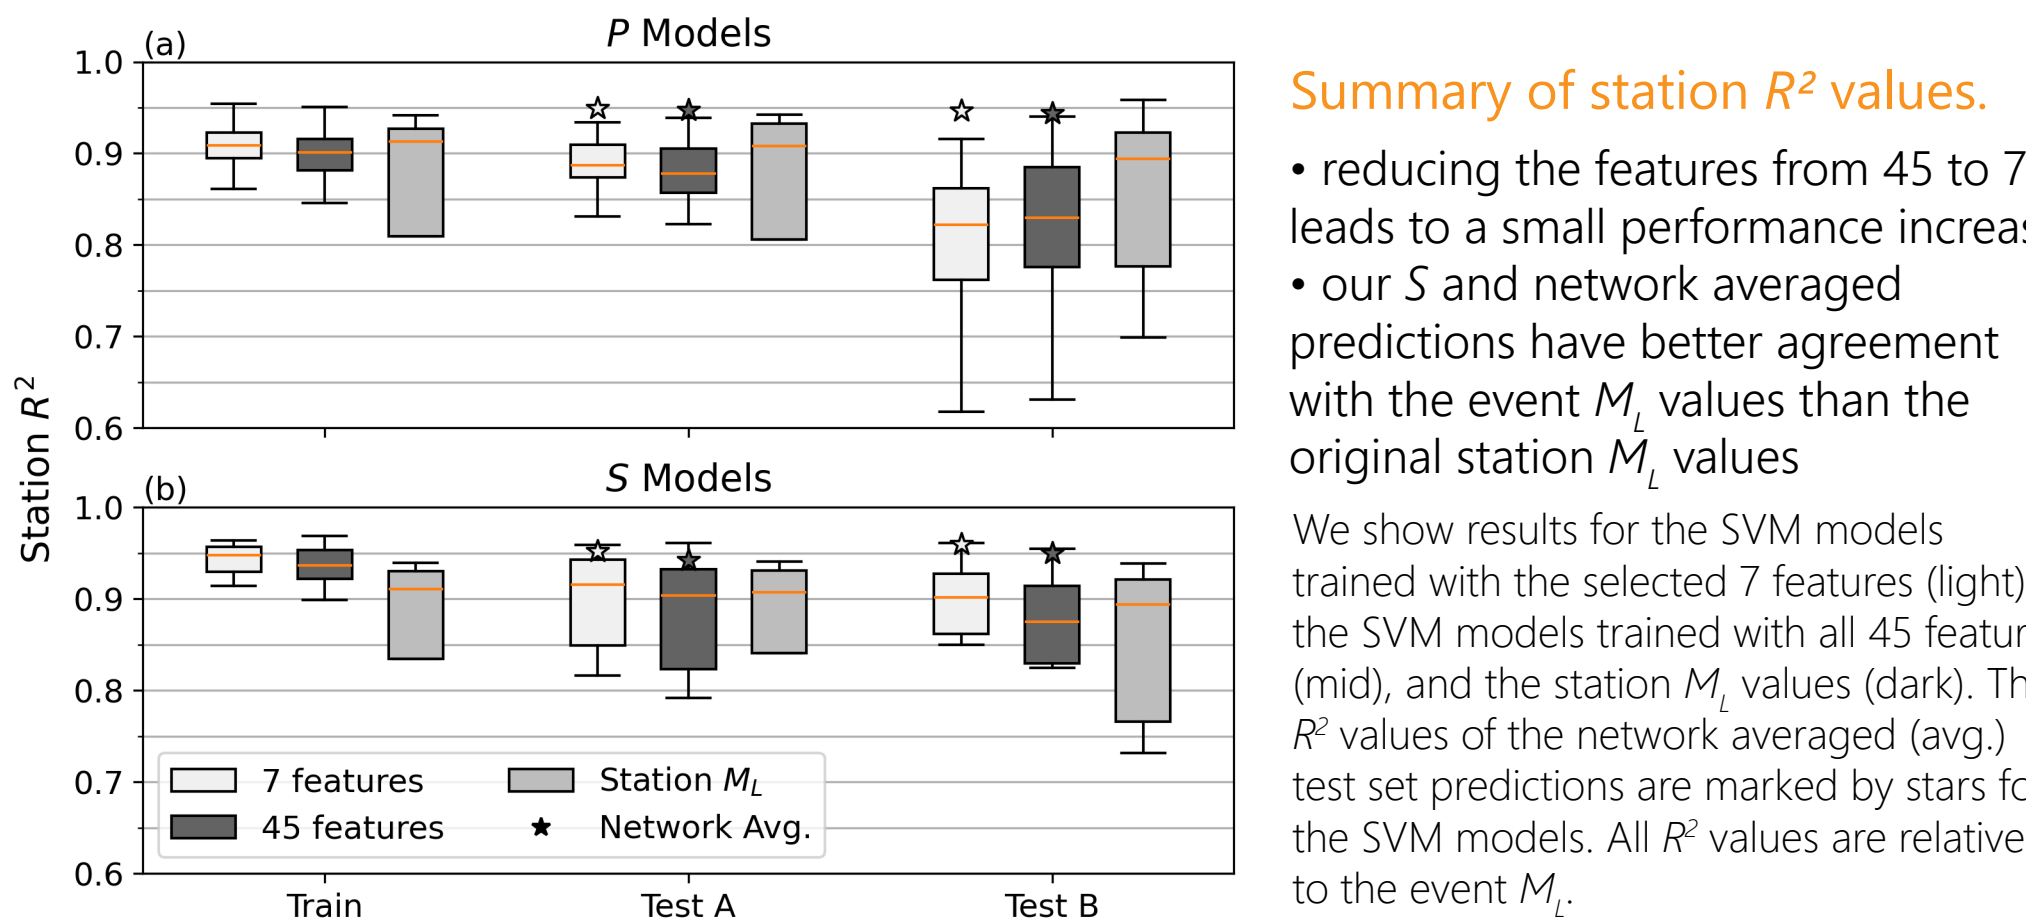 (a)
P Models
1.0
0.9
0.8
0.7
0.6
Station R²
(b)
S Models
1.0
0.9
0.8
0.7
0.6
7 features
45 features
Station M_L
Network Avg.
Train
Test A
Test B
Summary of station R² values.
• reducing the features from 45 to 7
leads to a small performance
• our S and network averaged
predictions have better agreement
with the event M_L values than the
original station M_L values
We show results for the SVM models
trained with the selected 7 features (light)
the SVM models trained with all 45
(mid), and the station M_L values (dark).
R² values of the network averaged (avg.)
test set predictions are marked by stars
the SVM models. All R² values are relative
to the event M_L.